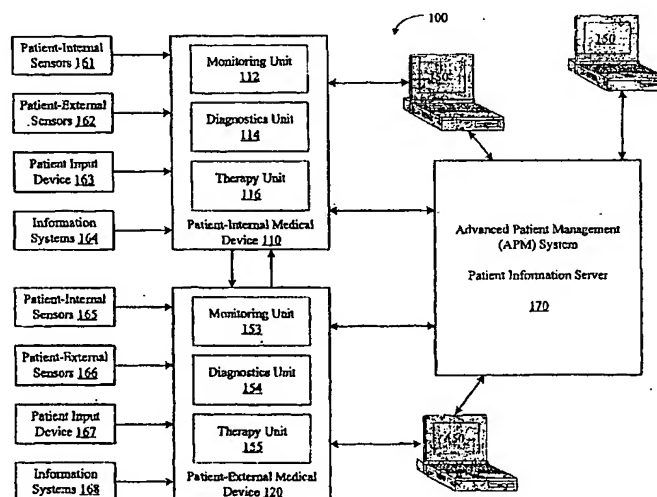 100
Patient-Internal
Sensors 161
Patient-External
Sensors 162
Patient Input
Device 163
Information
Systems 164
Monitoring Unit
112
Diagnostics Unit
114
Therapy Unit
116
Patient-Internal Medical
Device 110
150
150
Advanced Patient Management
(APM) System
Patient Information Server
170
Patient-Internal
Sensors 165
Patient-External
Sensors 166
Patient Input
Device 167
Information
Systems 168
Monitoring Unit
153
Diagnostics Unit
154
Therapy Unit
155
Patient-External Medical
Device 120
150